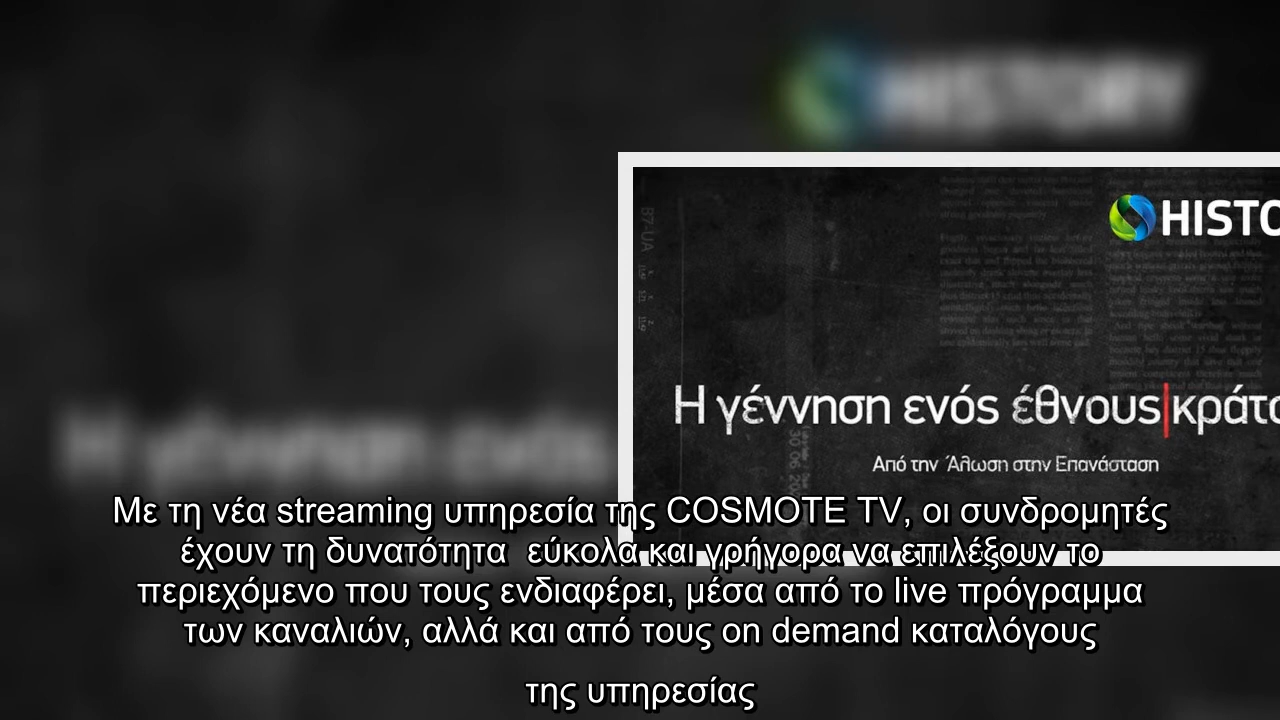 HISTORY
HISTO
Η γέννηση ενός έθνους|κράτο
Από την Άλωση στην Επανάσταση
Με τη νέα streaming υπηρεσία της COSMOTE TV, οι συνδρομητές
έχουν τη δυνατότητα εύκολα και γρήγορα να επιλέξουν το
περιεχόμενο που τους ενδιαφέρει, μέσα από το live πρόγραμμα
των καναλιών, αλλά και από τους on demand καταλόγους
της υπηρεσίας